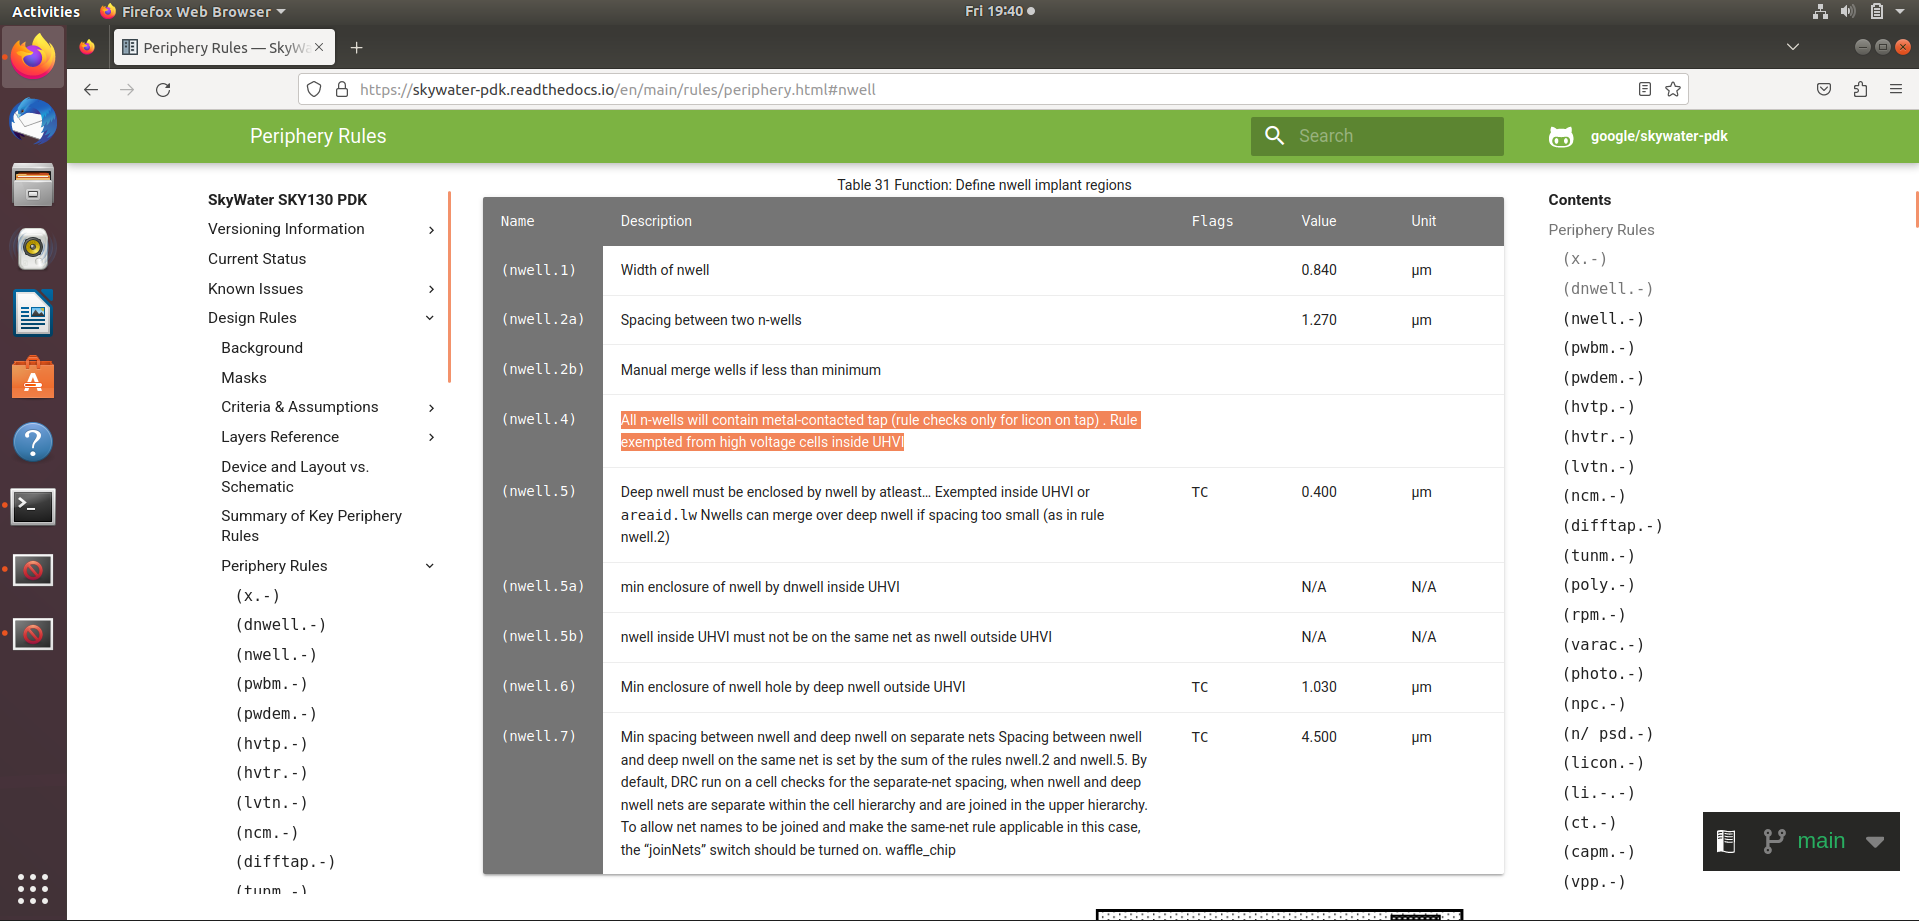 Activities
Firefox Web Browser
Fri 19:40
Periphery Rules — SkyWa
https://skywater-pdk.readthedocs.io/en/main/rules/periphery.html#nwell
Periphery Rules
Search
google/skywater-pdk
SkyWater SKY130 PDK
Versioning Information
Current Status
Known Issues
Design Rules
Background
Masks
Criteria & Assumptions
Layers Reference
Device and Layout vs.
Schematic
Summary of Key Periphery
Rules
Periphery Rules
(x.-)
(dnwell.-)
(nwell.-)
(pwbm.-)
(pwdem.-)
(hvtp.-)
(hvtr.-)
(lvtn.-)
(ncm.-)
(difftap.-)
(tunm.-)
Table 31 Function: Define nwell implant regions
Name Description Flags Value Unit
(nwell.1) Width of nwell 0.840 µm
(nwell.2a) Spacing between two n-wells 1.270 µm
(nwell.2b) Manual merge wells if less than minimum
(nwell.4) All n-wells will contain metal-contacted tap (rule checks only for licon on tap) . Rule
exempted from high voltage cells inside UHVI
(nwell.5) Deep nwell must be enclosed by nwell by atleast… Exempted inside UHVI or TC 0.400 µm
areaid.lw Nwells can merge over deep nwell if spacing too small (as in rule
nwell.2)
(nwell.5a) min enclosure of nwell by dnwell inside UHVI N/A N/A
(nwell.5b) nwell inside UHVI must not be on the same net as nwell outside UHVI N/A N/A
(nwell.6) Min enclosure of nwell hole by deep nwell outside UHVI TC 1.030 µm
(nwell.7) Min spacing between nwell and deep nwell on separate nets Spacing between nwell TC 4.500 µm
and deep nwell on the same net is set by the sum of the rules nwell.2 and nwell.5. By
default, DRC run on a cell checks for the separate-net spacing, when nwell and deep
nwell nets are separate within the cell hierarchy and are joined in the upper hierarchy.
To allow net names to be joined and make the same-net rule applicable in this case,
the “joinNets” switch should be turned on. waffle_chip
Contents
Periphery Rules
(x.-)
(dnwell.-)
(nwell.-)
(pwbm.-)
(pwdem.-)
(hvtp.-)
(hvtr.-)
(lvtn.-)
(ncm.-)
(difftap.-)
(tunm.-)
(poly.-)
(rpm.-)
(varac.-)
(photo.-)
(npc.-)
(n/ psd.-)
(licon.-)
(li.-.-)
(ct.-)
(capm.-)
(vpp.-)
main